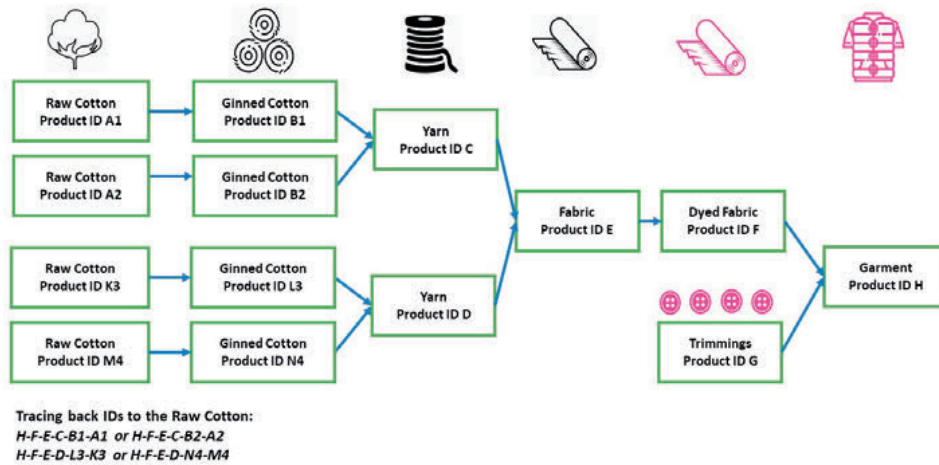 Raw Cotton
Product ID A1
Ginned Cotton
Product ID B1
Yarn
Product ID C
Raw Cotton
Product ID A2
Ginned Cotton
Product ID B2
Fabric
Product ID E
Dyed Fabric
Product ID F
Raw Cotton
Product ID K3
Ginned Cotton
Product ID L3
Yarn
Product ID D
Garment
Product ID H
Raw Cotton
Product ID M4
Ginned Cotton
Product ID N4
Trimmings
Product ID G
Tracing back IDs to the Raw Cotton:
H-F-E-C-B1-A1 or H-F-E-C-B2-A2
H-F-E-D-L3-K3 or H-F-E-D-N4-M4